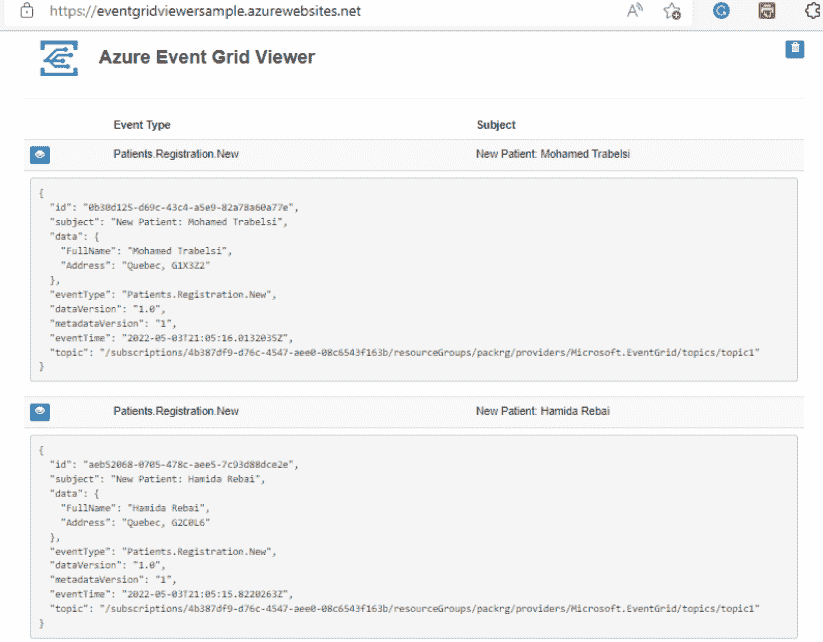 https://eventgridviewersample.azurewebsites.net
Azure Event Grid Viewer
Event Type Subject
Patients.Registration.New New Patient: Mohamed Trabelsi
{
"id": "0b30d125-d69c-43c4-a5e9-82a78a60a77e",
"subject": "New Patient: Mohamed Trabelsi",
"data": {
"FullName": "Mohamed Trabelsi",
"Address": "Quebec, G1X3Z2"
},
"eventType": "Patients.Registration.New",
"dataVersion": "1.0",
"metadataVersion": "1",
"eventTime": "2022-05-03T21:05:16.0132035Z",
"topic": "/subscriptions/4b387df9-d76c-4547-aee0-08c6543f163b/resourceGroups/packrg/providers/Microsoft.EventGrid/topics/topic1"
}
Patients.Registration.New New Patient: Hamida Rebai
{
"id": "aeb52068-0705-478c-aee5-7c93d88dce2e",
"subject": "New Patient: Hamida Rebai",
"data": {
"FullName": "Hamida Rebai",
"Address": "Quebec, G2C0L6"
},
"eventType": "Patients.Registration.New",
"dataVersion": "1.0",
"metadataVersion": "1",
"eventTime": "2022-05-03T21:05:15.8220263Z",
"topic": "/subscriptions/4b387df9-d76c-4547-aee0-08c6543f163b/resourceGroups/packrg/providers/Microsoft.EventGrid/topics/topic1"
}